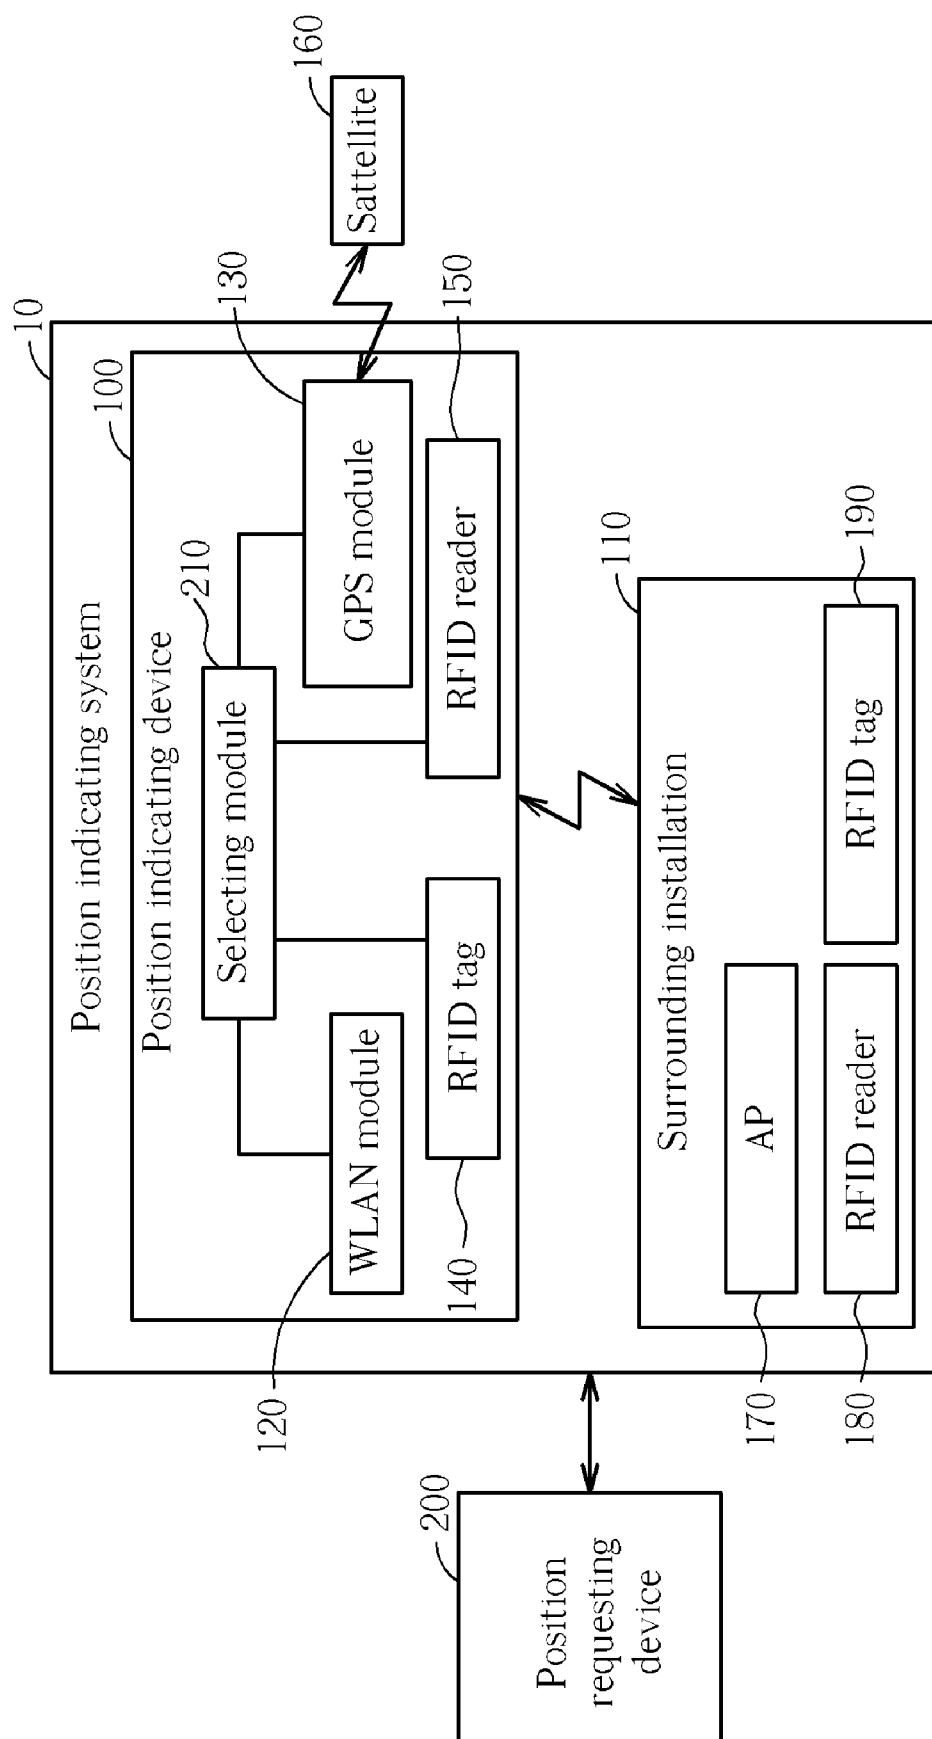 10
Position indicating system
100
Position indicating device
210
Selecting module
130
160
120
WLAN module
GPS module
Sattellite
140
RFID tag
RFID reader
150
200
Position
requesting
device
110
Surrounding installation
170
AP
180
RFID reader
RFID tag
190